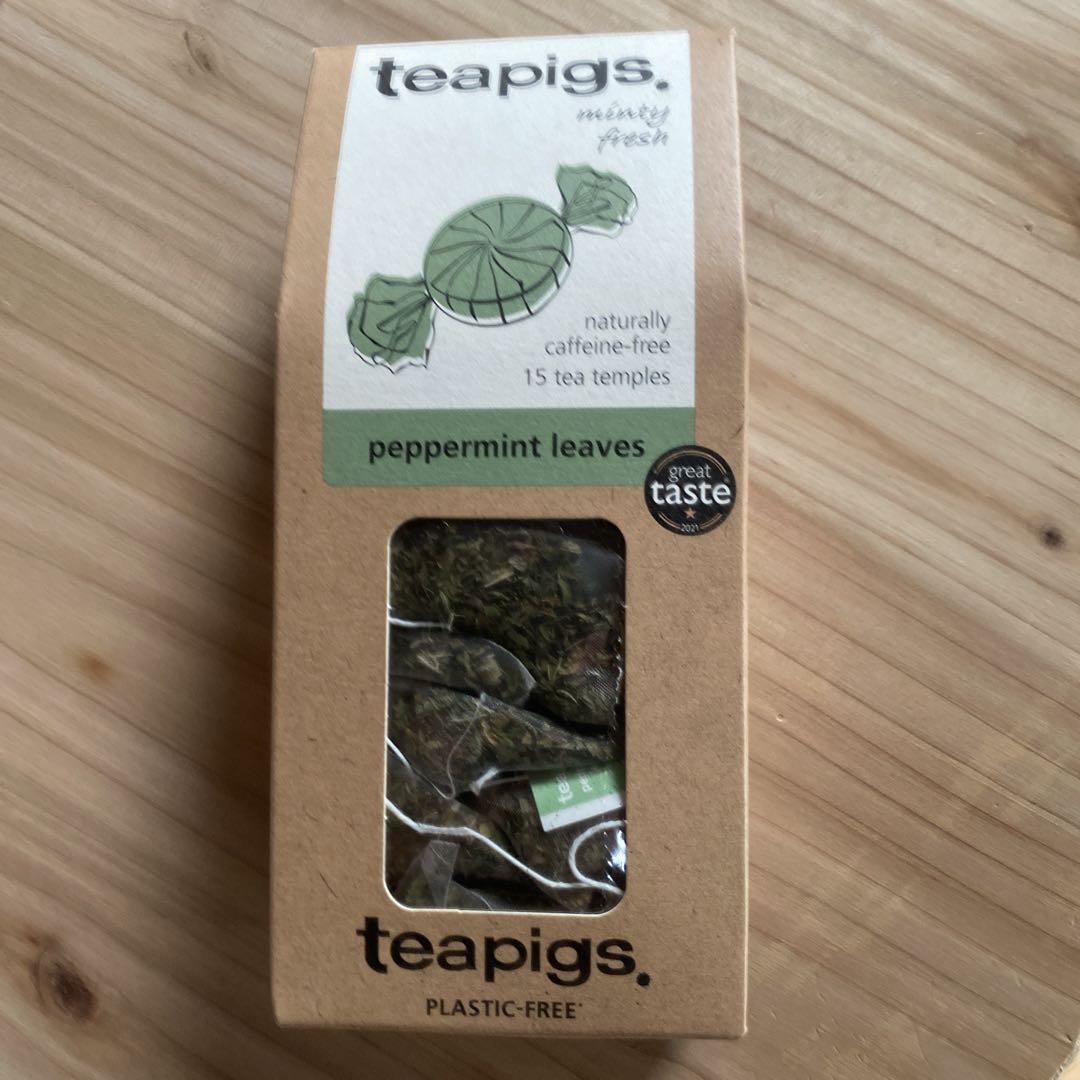 teapigs.
minty
fresh
naturally
caffeine-free
15 tea temples
peppermint leaves
great
taste
2021
teapigs.
PLASTIC-FREE*